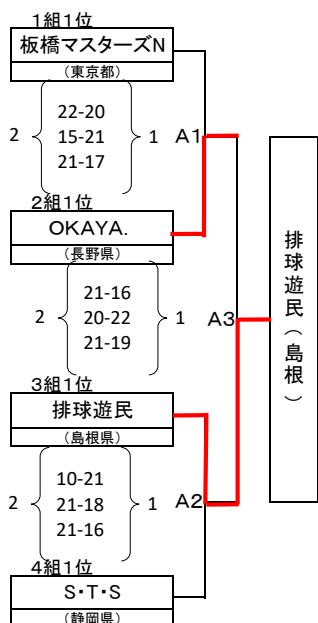 1組1位
板橋マスターズN
(東京都)
22-20
2 15-21 1 A1
21-17
2組1位
OKAYA.
(長野県)
21-16
2 20-22 1 A3
21-19
3組1位
排球遊民
(島根県)
10-21
2 21-18 1 A2
21-16
4組1位
S・T・S
(静岡県)
排球遊民(島根)